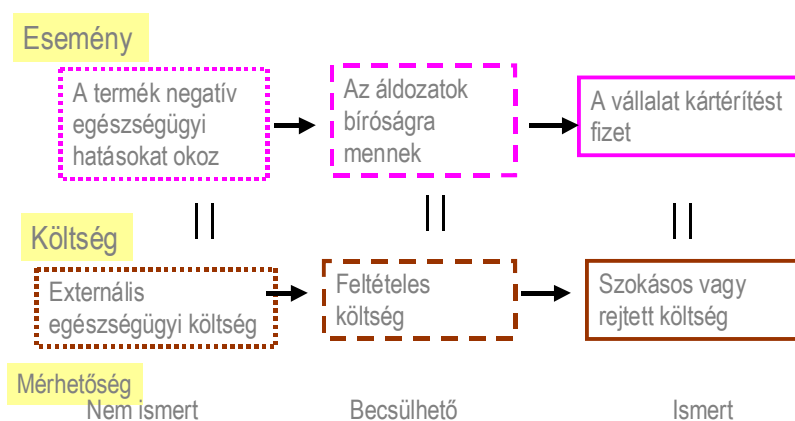 Esemény
A termék negatív
egészségügyi
hatásokat okoz
Az áldozatok
bíróságra
mennek
A vállalat kártérítést
fizet
Költség
Externális
egészségügyi költség
Feltételes
költség
Szokásos vagy
rejtett költség
Mérhetőség
Nem ismert
Becsülhető
Ismert